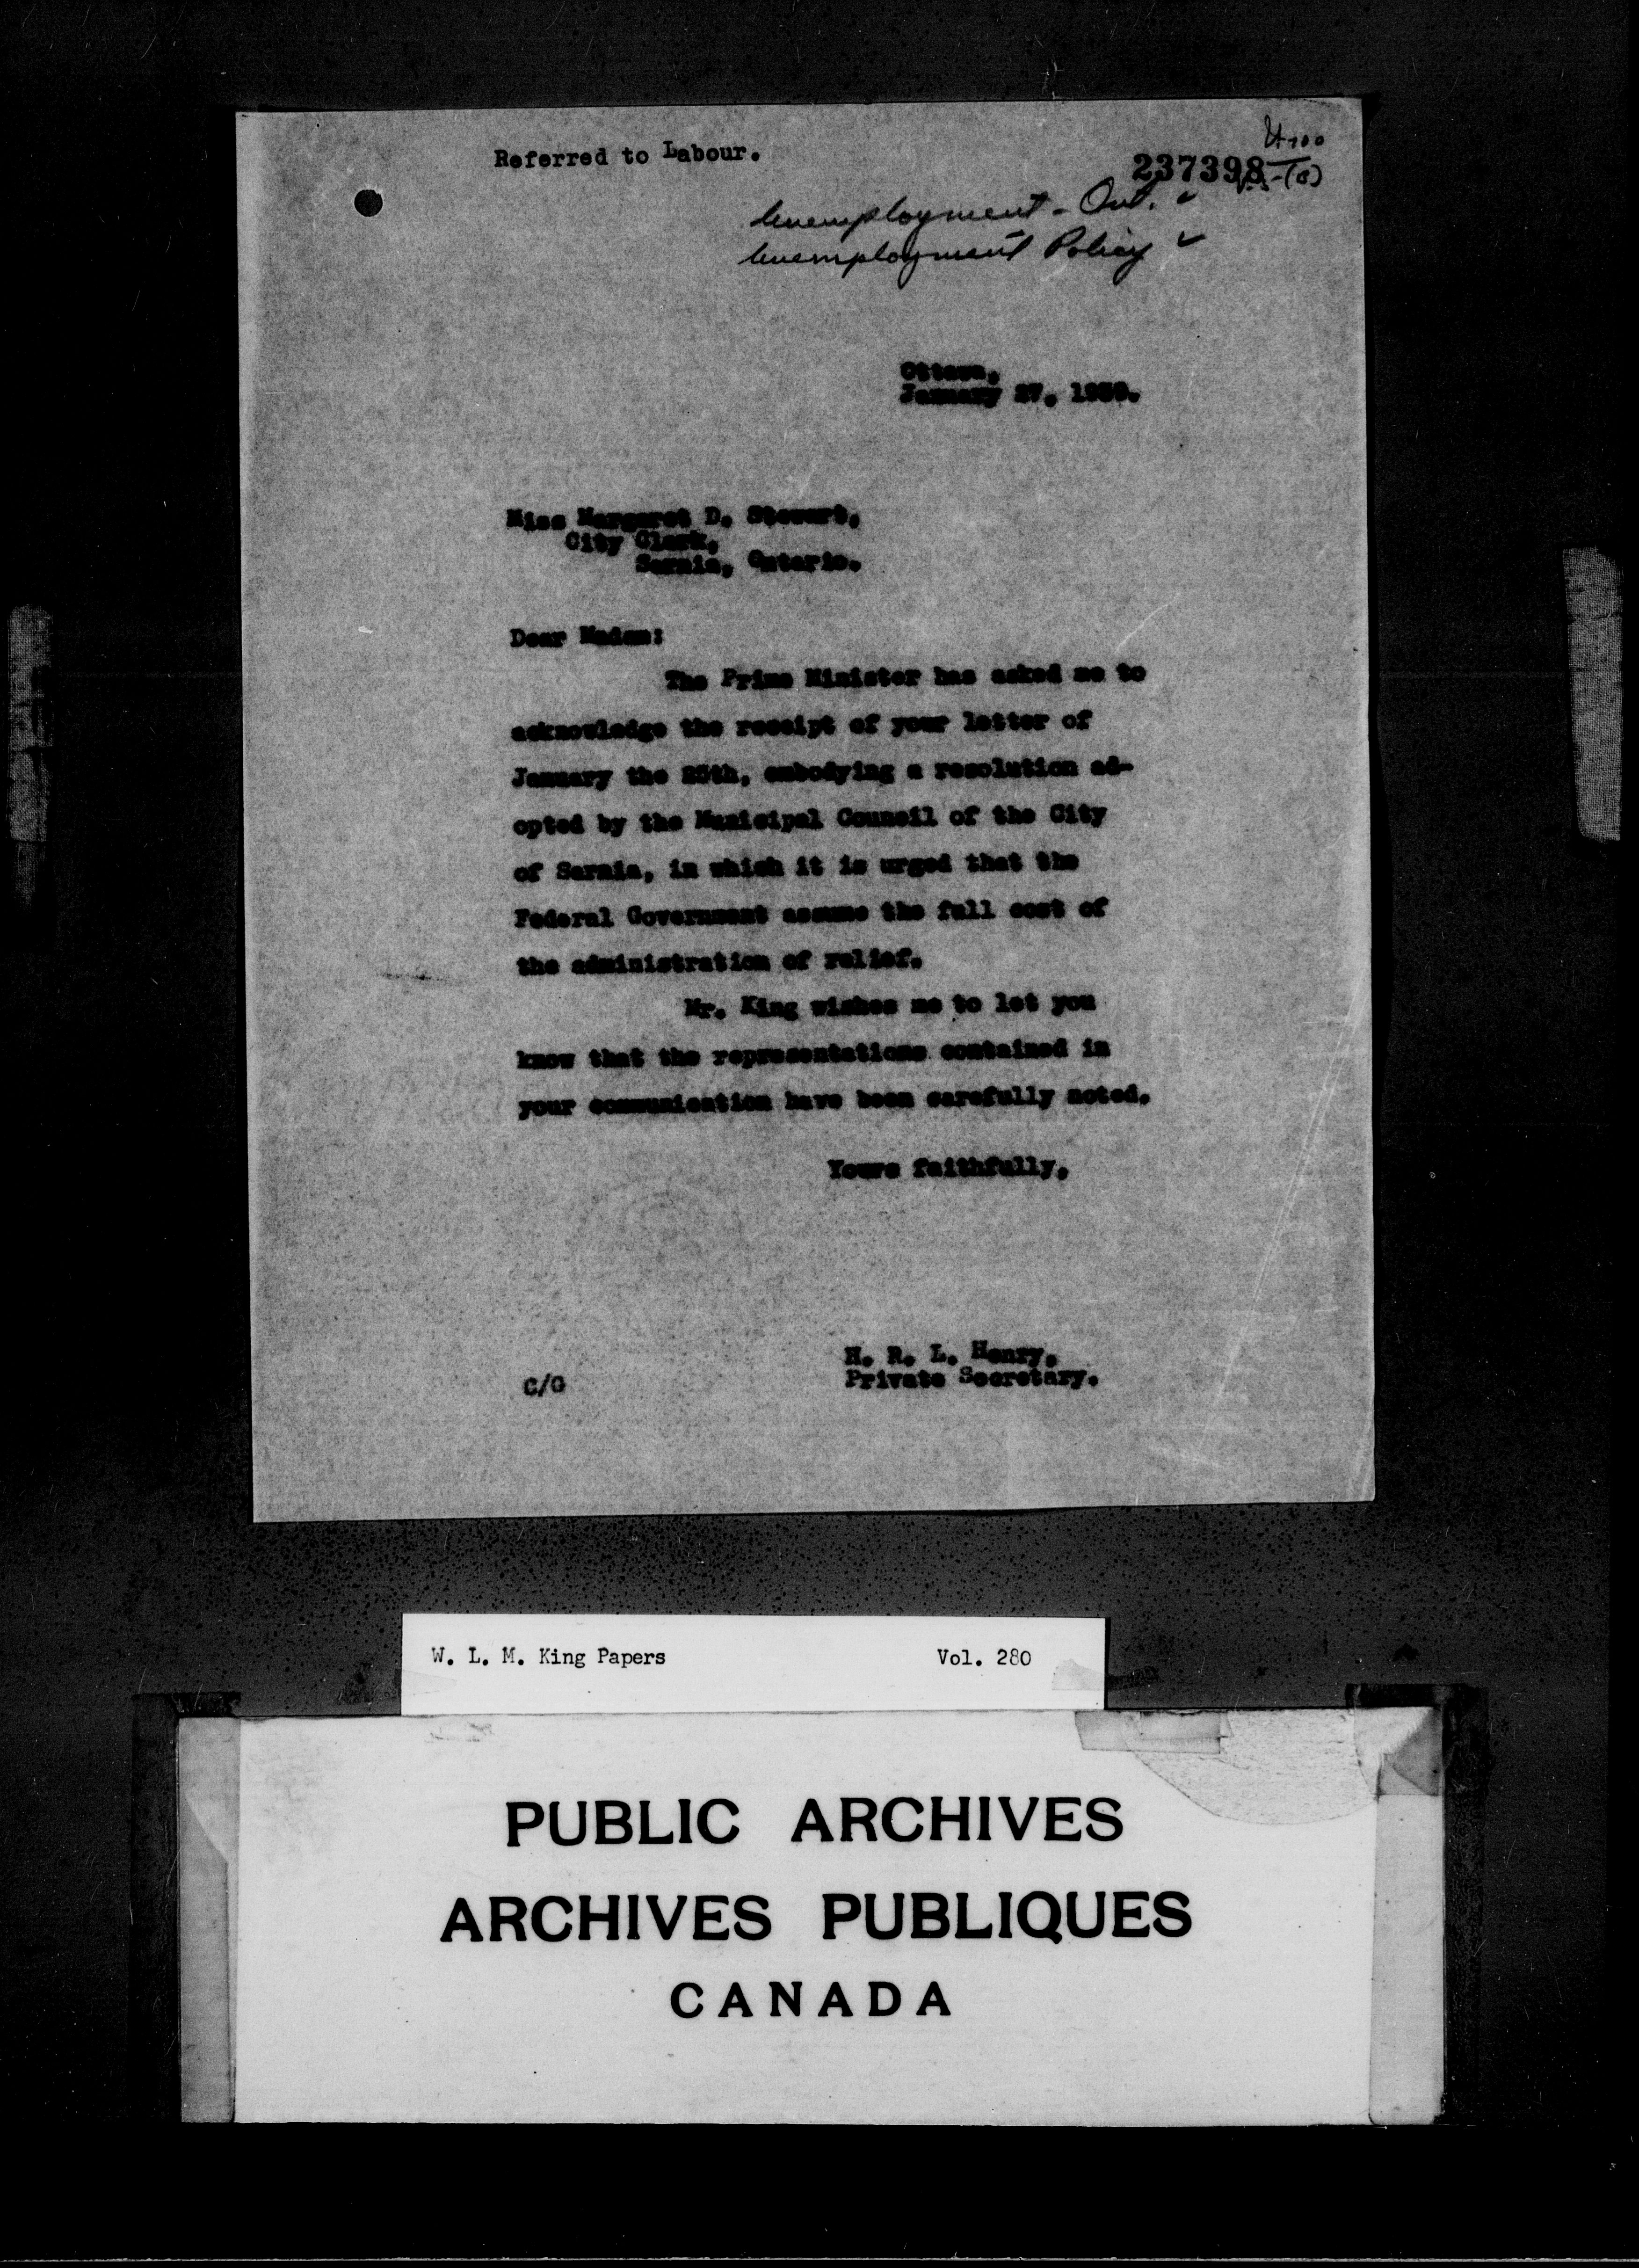 Referred to Labour.
237398
Unemployment - Ont. ✓
Unemployment Policy ✓
Ottawa,
January 27, 1939.
Miss Margaret D. Stewart,
City Clerk,
Sarnia, Ontario.
Dear Madam:
The Prime Minister has asked me to
acknowledge the receipt of your letter of
January the 25th, embodying a resolution ad-
opted by the Municipal Council of the City
of Sarnia, in which it is urged that the
Federal Government assume the full cost of
the administration of relief.
Mr. King wishes me to let you
know that the representations contained in
your communication have been carefully noted.
Yours faithfully,
H. R. L. Henry,
Private Secretary.
C/G
W. L. M. King Papers Vol. 280
PUBLIC ARCHIVES
ARCHIVES PUBLIQUES
CANADA